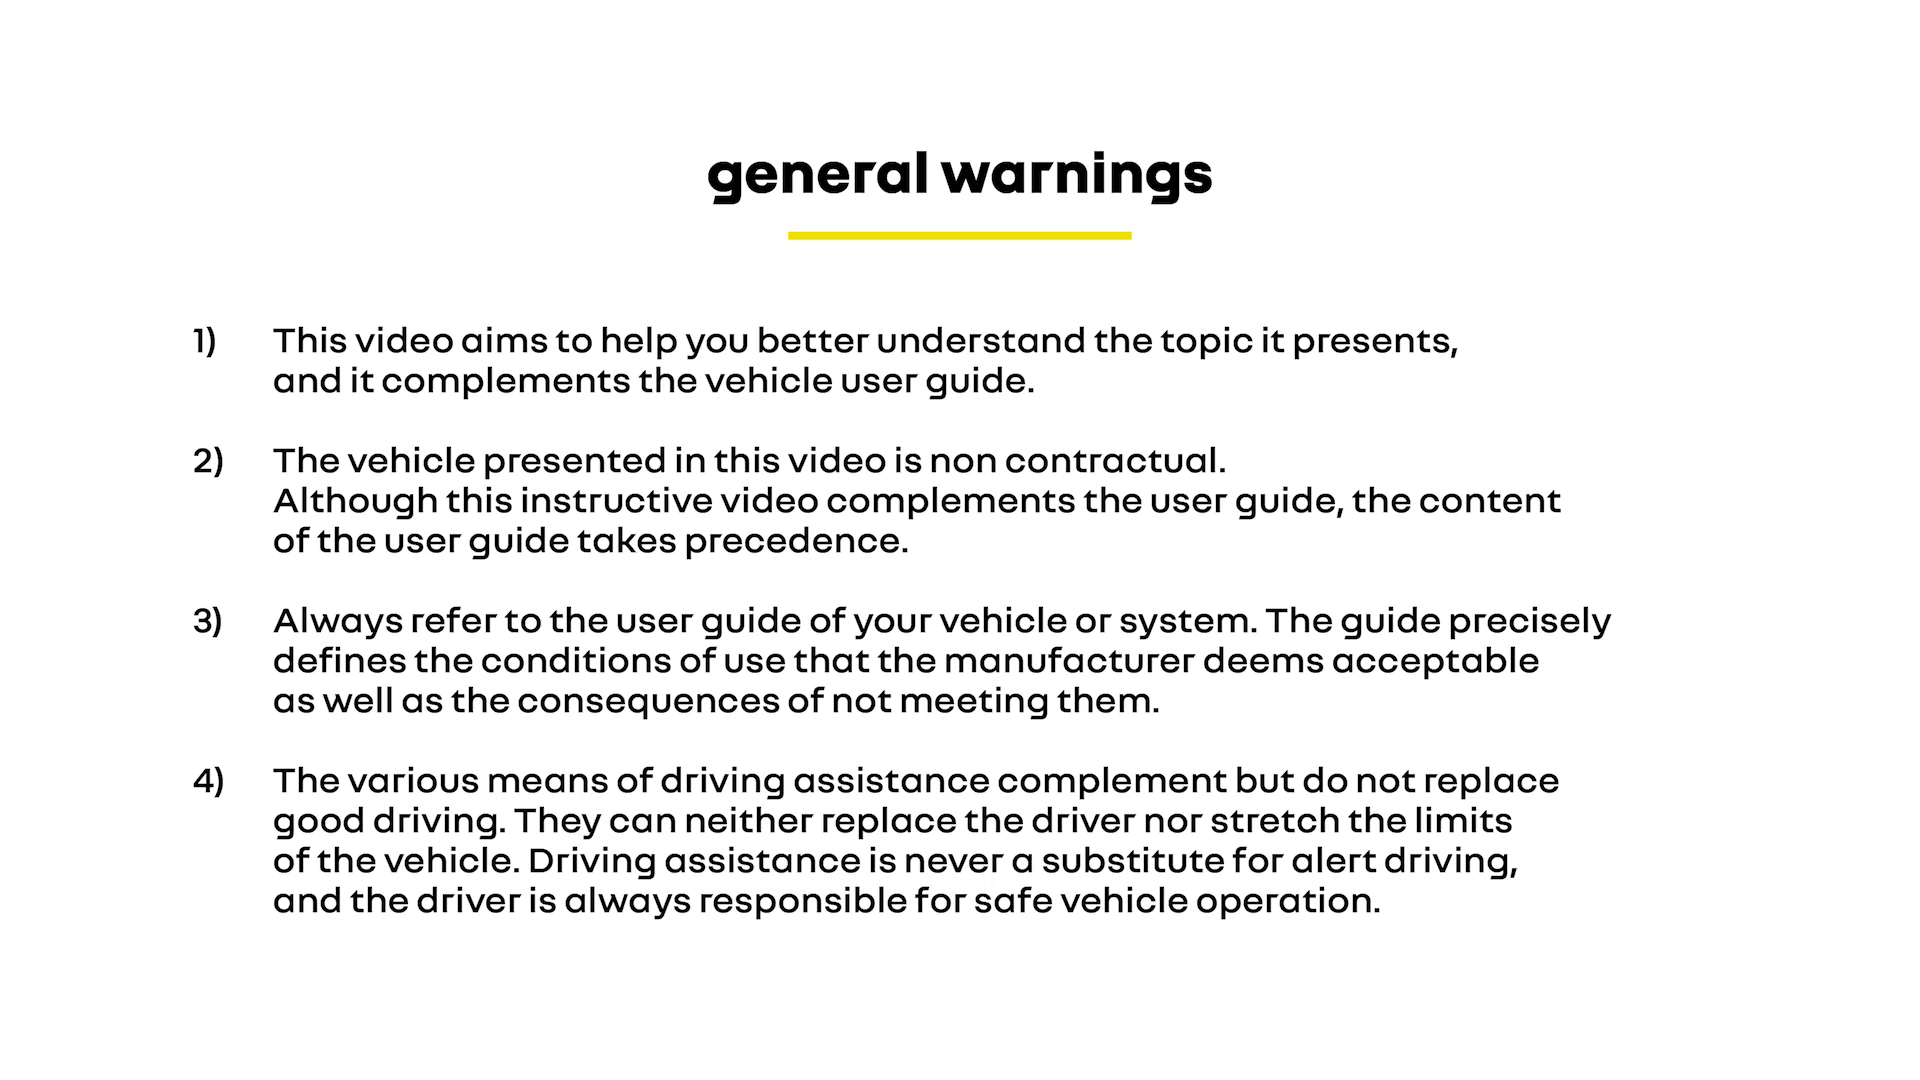 general warnings
1) This video aims to help you better understand the topic it presents,
and it complements the vehicle user guide.
2) The vehicle presented in this video is non contractual.
Although this instructive video complements the user guide, the content
of the user guide takes precedence.
3) Always refer to the user guide of your vehicle or system. The guide precisely
defines the conditions of use that the manufacturer deems acceptable
as well as the consequences of not meeting them.
4) The various means of driving assistance complement but do not replace
good driving. They can neither replace the driver nor stretch the limits
of the vehicle. Driving assistance is never a substitute for alert driving,
and the driver is always responsible for safe vehicle operation.